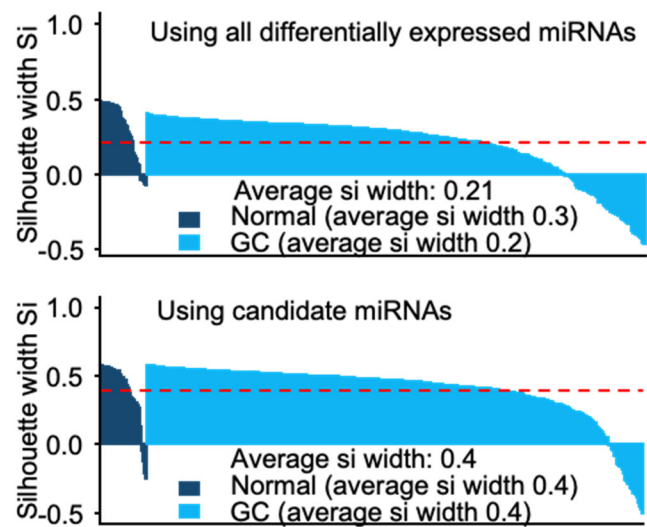 Using all differentially expressed miRNAs
Silhouette width Si
1.0
0.5
0.0
-0.5
Average si width: 0.21
Normal (average si width 0.3)
GC (average si width 0.2)
Using candidate miRNAs
Silhouette width Si
1.0
0.5
0.0
-0.5
Average si width: 0.4
Normal (average si width 0.4)
GC (average si width 0.4)